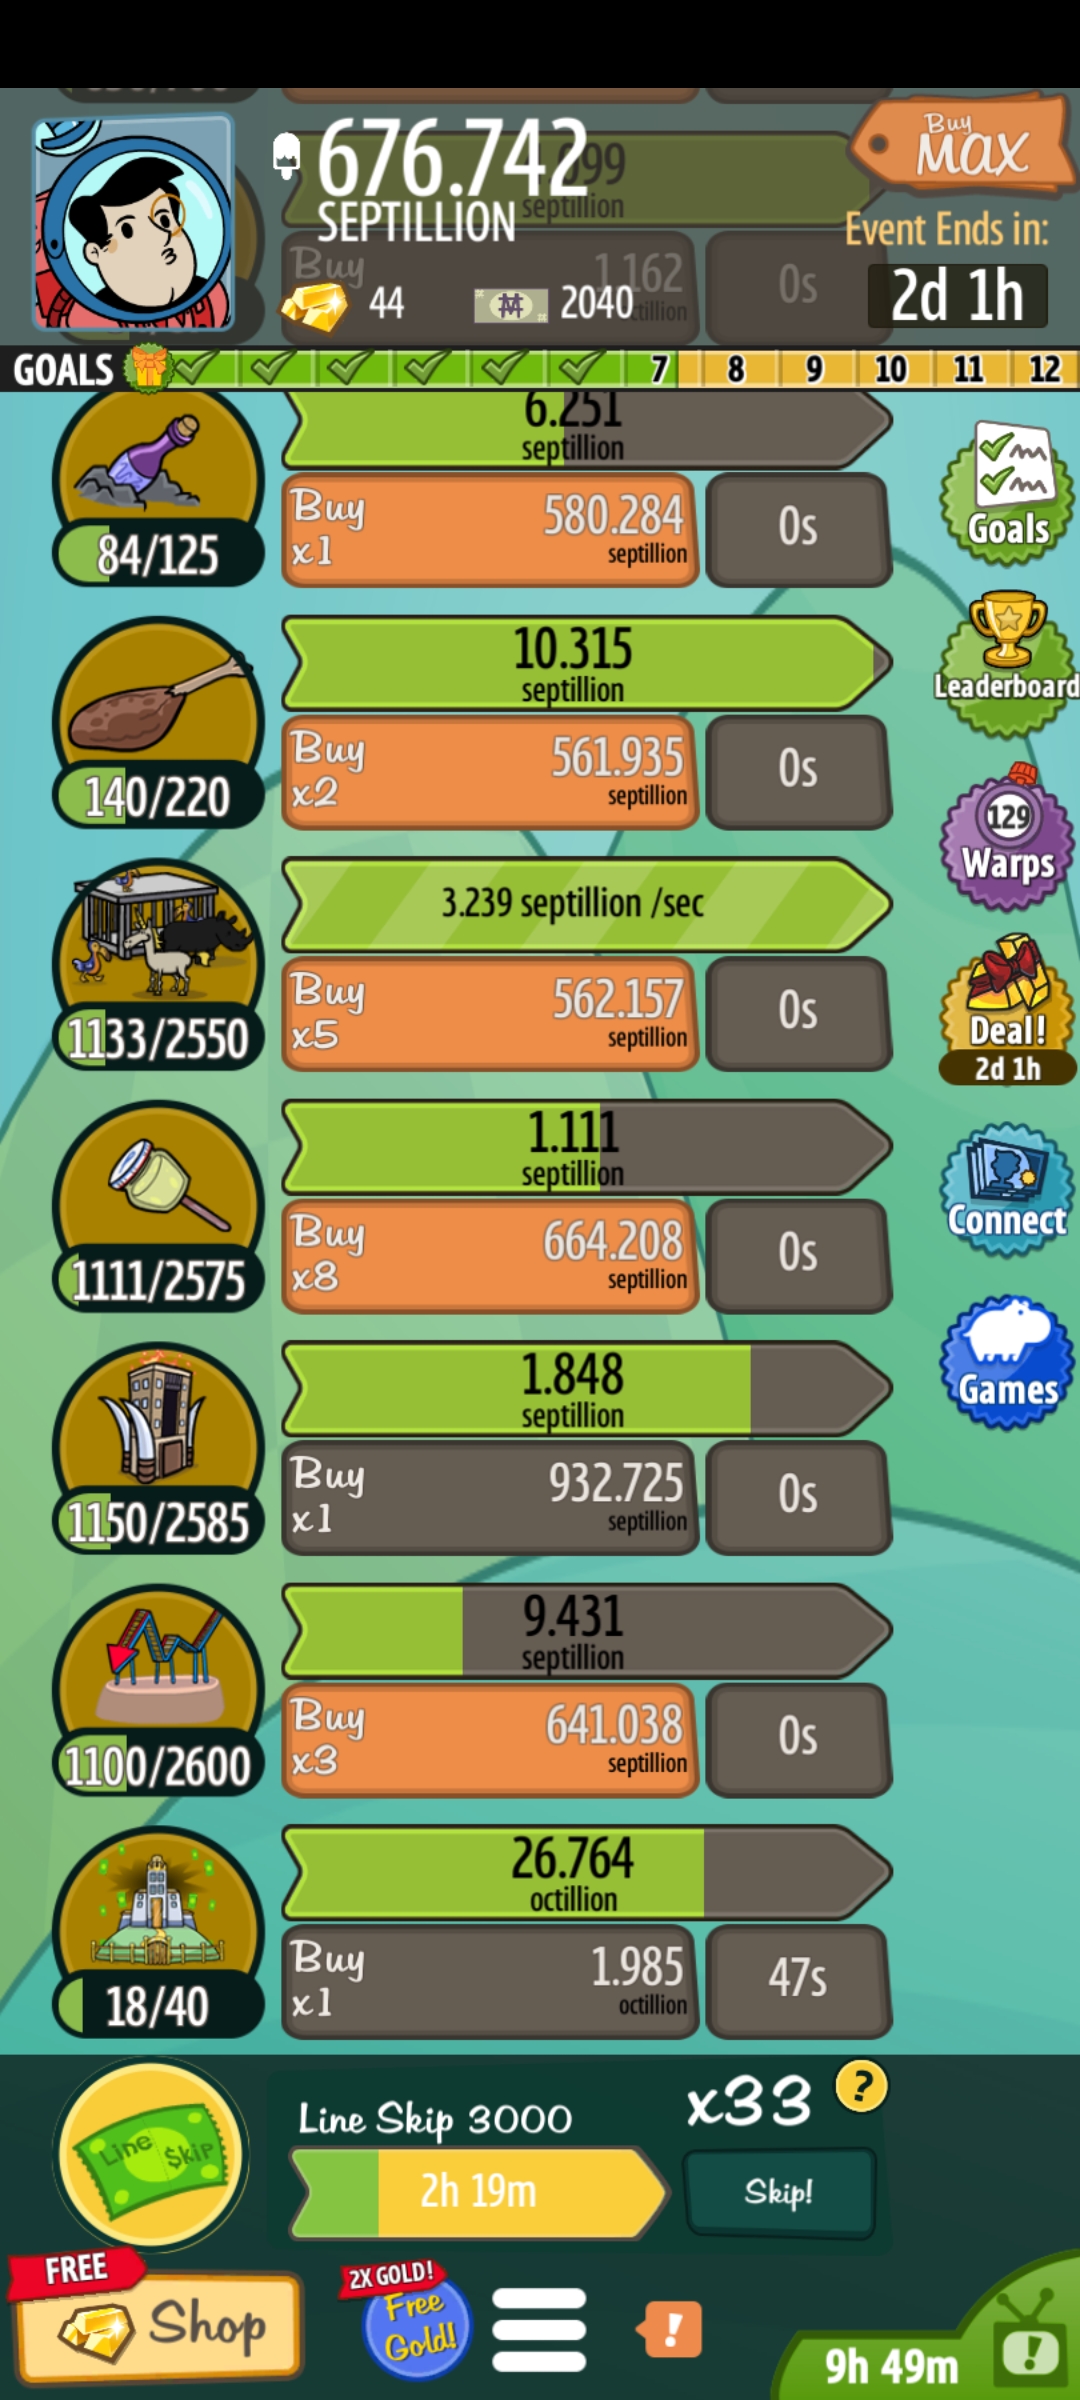 676.742
SEPTILLION
septillion
Buy
MAX
Event Ends in:
2d 1h
Buy
1.162
0s
44
2040
GOALS
7
8
9
10
11
12
6.251
septillion
Buy
x1
580.284
septillion
0s
84/125
Goals
10.315
septillion
Buy
x2
561.935
septillion
0s
140/220
Leaderboard
3.239 septillion /sec
129
Warps
Buy
x5
562.157
septillion
0s
1133/2550
Deal!
2d 1h
1.111
septillion
Buy
x8
664.208
septillion
0s
1111/2575
Connect
1.848
septillion
Buy
x1
932.725
septillion
0s
1150/2585
Games
9.431
septillion
Buy
x3
641.038
septillion
0s
1100/2600
26.764
octillion
Buy
x1
1.985
octillion
47s
18/40
Line $kip
Line Skip 3000
x33
?
2h 19m
Skip!
FREE
Shop
2X GOLD!
Free
Gold!
!
9h 49m
!